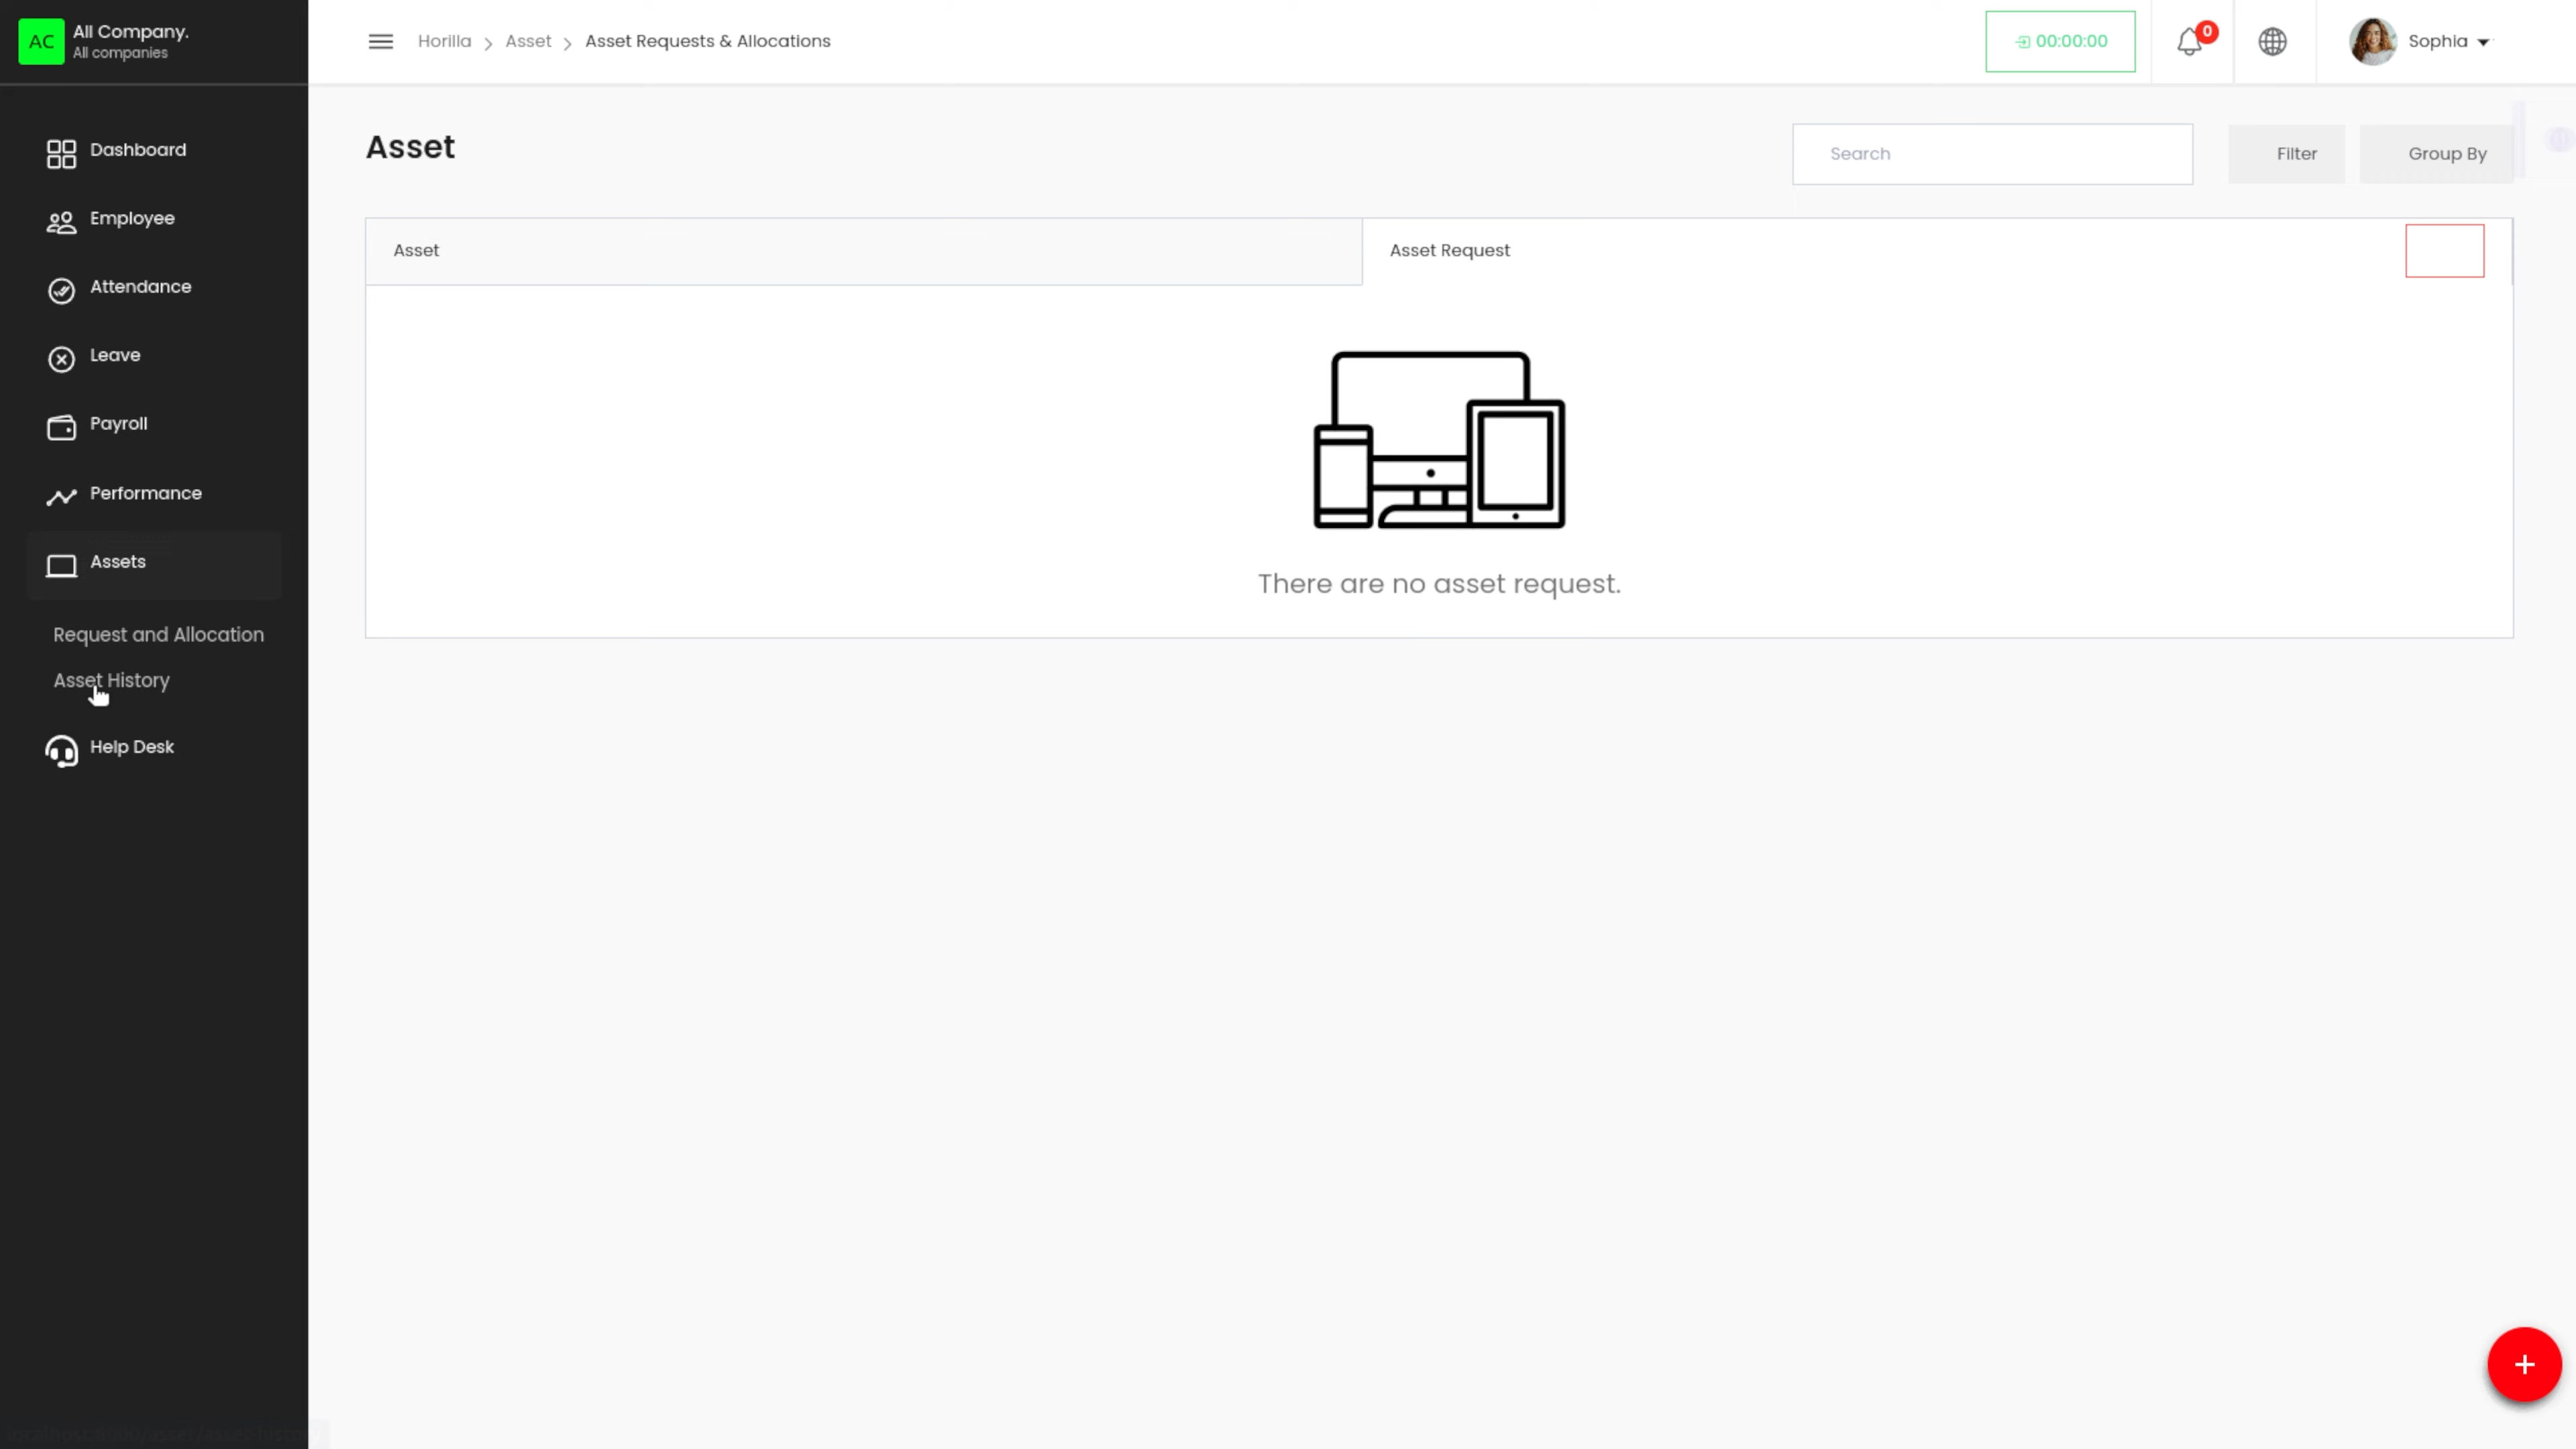 AC
All Company.
All companies
Horilla
Asset
Asset Requests & Allocations
00:00:00
0
Sophia
Dashboard
Employee
Attendance
Leave
Payroll
Performance
Assets
Request and Allocation
Asset History
Help Desk
Asset
Search
Filter
Group By
Asset
Asset Request
There are no asset request.
+